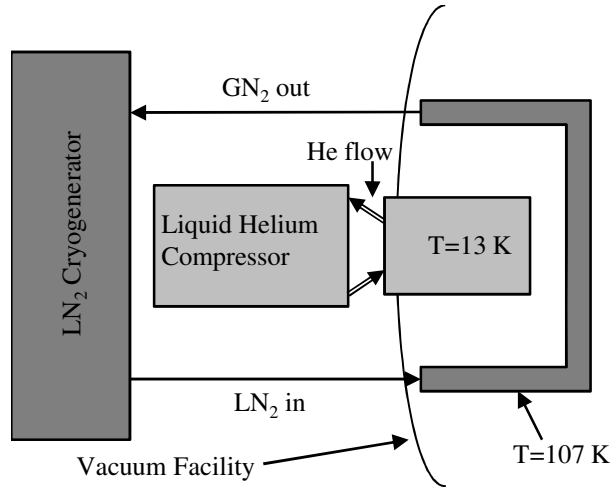 GN₂ out
He flow
LN₂ Cryogenerator
Liquid Helium
Compressor
T=13 K
LN₂ in
Vacuum Facility
T=107 K